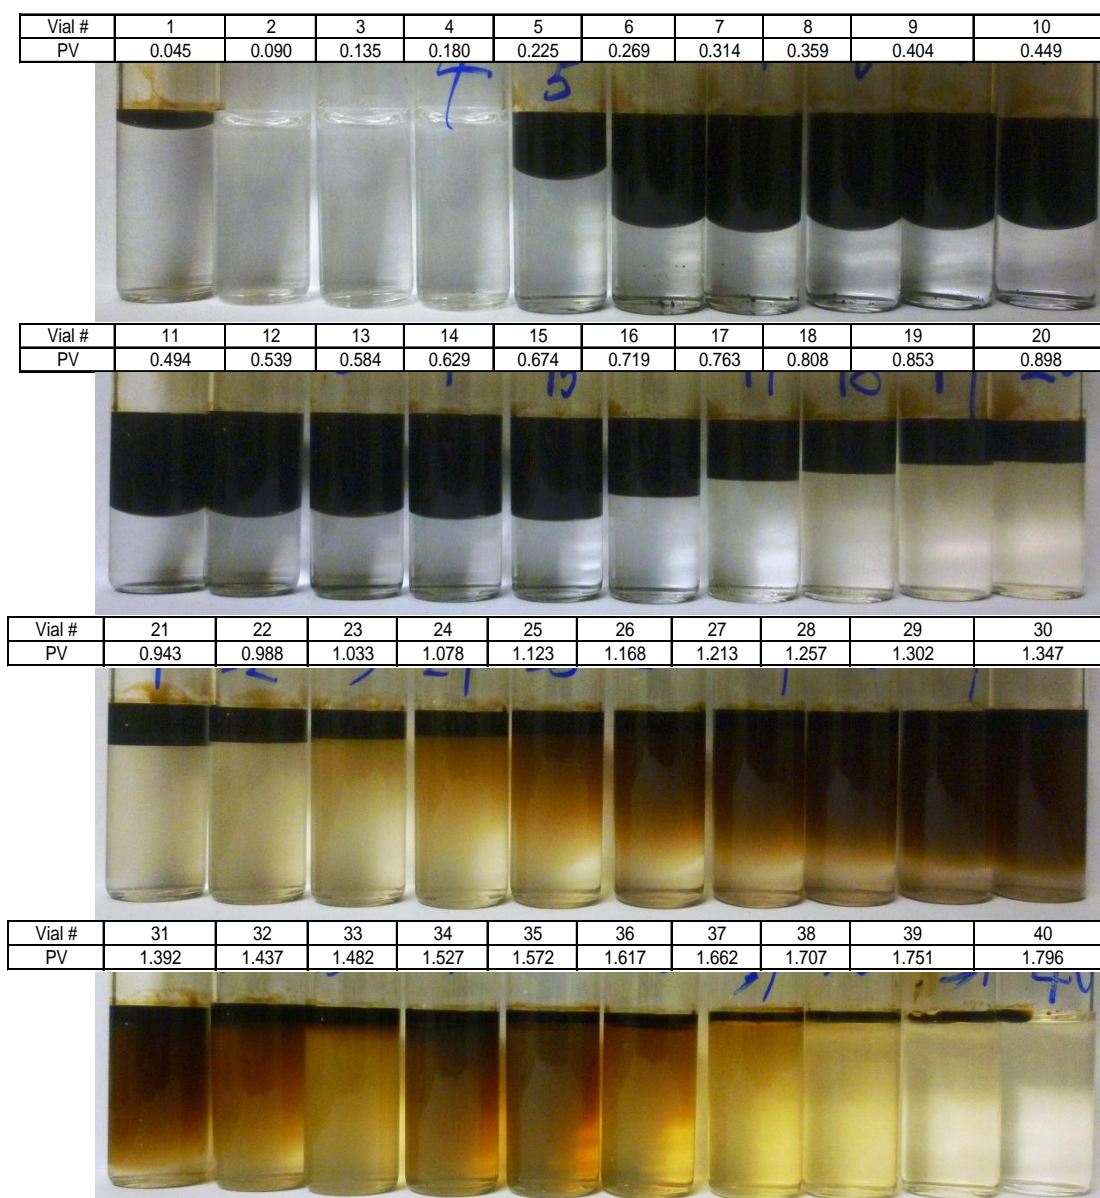 Vial # 1 2 3 4 5 6 7 8 9 10
PV 0.045 0.090 0.135 0.180 0.225 0.269 0.314 0.359 0.404 0.449
5
Vial # 11 12 13 14 15 16 17 18 19 20
PV 0.494 0.539 0.584 0.629 0.674 0.719 0.763 0.808 0.853 0.898
15 18
Vial # 21 22 23 24 25 26 27 28 29 30
PV 0.943 0.988 1.033 1.078 1.123 1.168 1.213 1.257 1.302 1.347
Vial # 31 32 33 34 35 36 37 38 39 40
PV 1.392 1.437 1.482 1.527 1.572 1.617 1.662 1.707 1.751 1.796
40